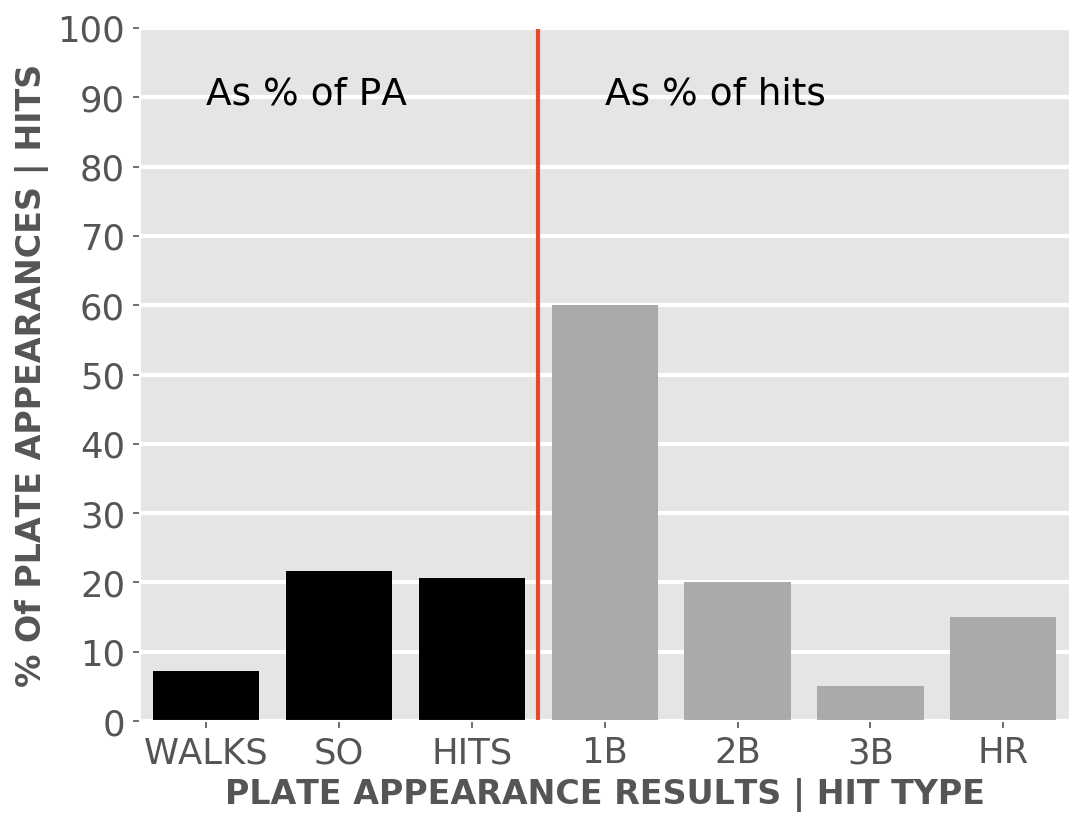 % Of PLATE APPEARANCES | HITS
100
90
80
70
60
50
40
30
20
10
0
As % of PA
As % of hits
WALKS SO HITS 1B 2B 3B HR
PLATE APPEARANCE RESULTS | HIT TYPE